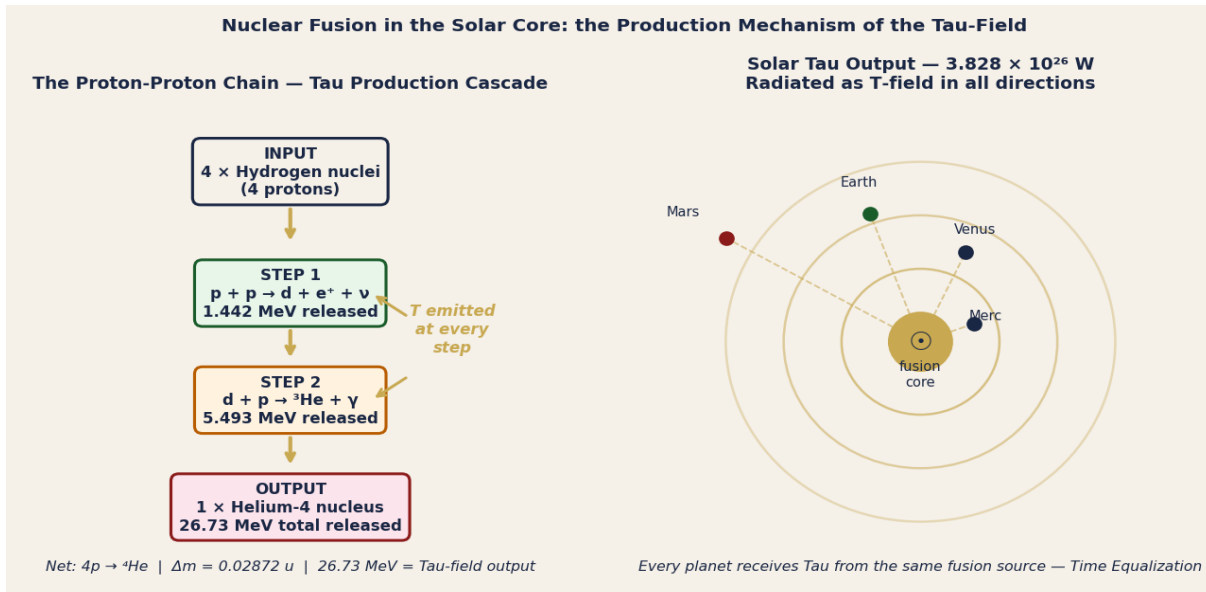 Nuclear Fusion in the Solar Core: the Production Mechanism of the Tau-Field
The Proton-Proton Chain — Tau Production Cascade
INPUT
4 × Hydrogen nuclei
(4 protons)
STEP 1
p + p → d + e⁺ + ν
1.442 MeV released
T emitted
at every
step
STEP 2
d + p → ³He + γ
5.493 MeV released
OUTPUT
1 × Helium-4 nucleus
26.73 MeV total released
Net: 4p → ⁴He | Δm = 0.02872 u | 26.73 MeV = Tau-field output
Solar Tau Output — 3.828 × 10²⁶ W
Radiated as T-field in all directions
Earth
Mars
Venus
Merc
☉
fusion
core
Every planet receives Tau from the same fusion source — Time Equalization